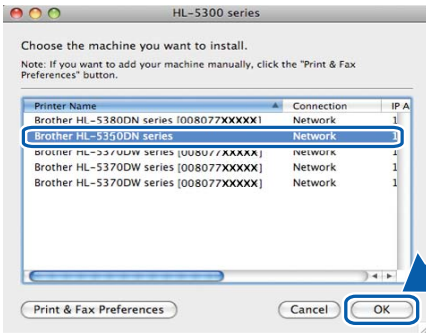 HL-5300 series
Choose the machine you want to install.
Note: If you want to add your machine manually, click the "Print & Fax
Preferences" button.
Printer Name Connection IP A
Brother HL-5380DN series [008077XXXXX] Network 1
Brother HL-5350DN series Network 1
Brother HL-5370DW series [008077XXXXX] Network 1
Brother HL-5370DW series [008077XXXXX] Network 1
Brother HL-5370DW series [008077XXXXX] Network 1
Print & Fax Preferences Cancel OK